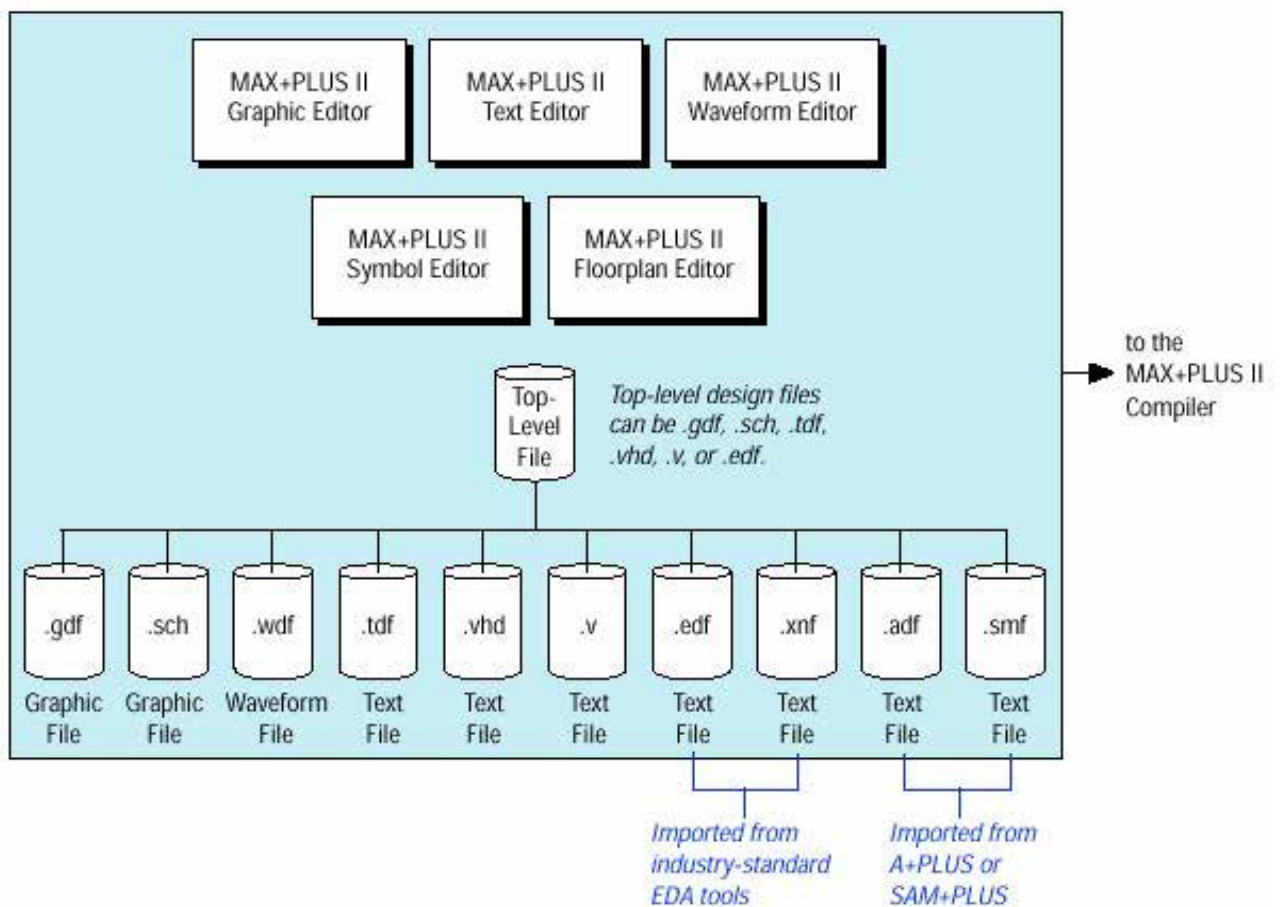 MAX+PLUS II
Graphic Editor
MAX+PLUS II
Text Editor
MAX+PLUS II
Waveform Editor
MAX+PLUS II
Symbol Editor
MAX+PLUS II
Floorplan Editor
to the
MAX+PLUS II
Compiler
Top-
Level
File
Top-level design files
can be .gdf, .sch, .tdf,
.vhd, .v, or .edf.
.gdf
.sch
.wdf
.tdf
.vhd
.v
.edf
.xnf
.adf
.smf
Graphic
File
Graphic
File
Waveform
File
Text
File
Text
File
Text
File
Text
File
Text
File
Text
File
Text
File
Imported from
industry-standard
EDA tools
Imported from
A+PLUS or
SAM+PLUS